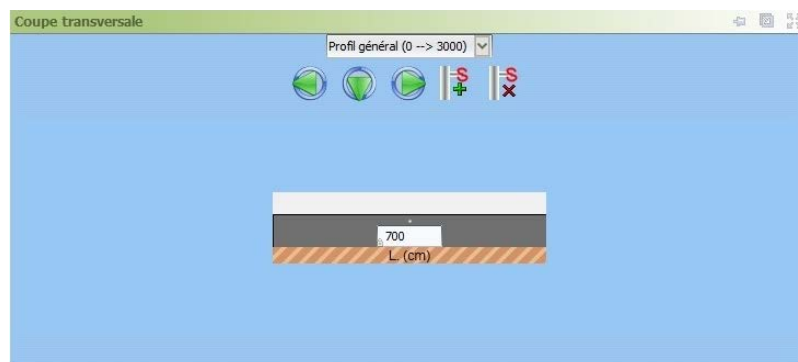 Coupe transversale
Profil général (0 --> 3000)
S S
700
L. (cm)